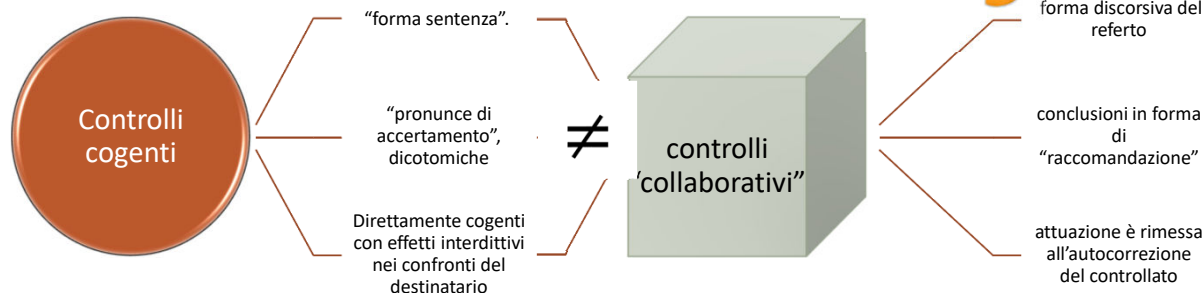 Controlli
cogenti
“forma sentenza”.
“pronunce di
accertamento”,
dicotomiche
Direttamente cogenti
con effetti interdittivi
nei confronti del
destinatario
≠
controlli
“collaborativi”
forma discorsiva del
referto
conclusioni in forma
di
“raccomandazione”
attuazione è rimessa
all’autocorrezione
del controllato